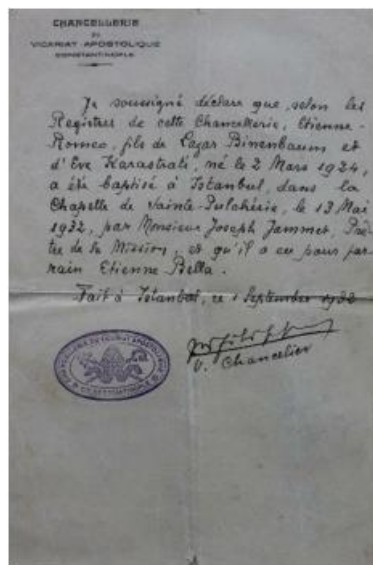 CHANCELLERIE
DU
VICARIAT APOSTOLIQUE
CONSTANTINOPLE
Je soussigné déclare que, selon les
Registres de cette Chancellerie, Etienne-
Romeo, fils de Lazar Binenbaum et
d'Eve Karastrati, né le 2 Mars 1924,
a été baptisé à Istanbul, dans la
Chapelle de Sainte-Pulchérie, le 13 Mai
1932, par Monsieur Joseph Jammet, Prê-
tre de la Mission, et qu'il a eu pour par-
rain Etienne Bella.
Fait à Istanbul, ce 1 Septembre 1932
V. Chancelier